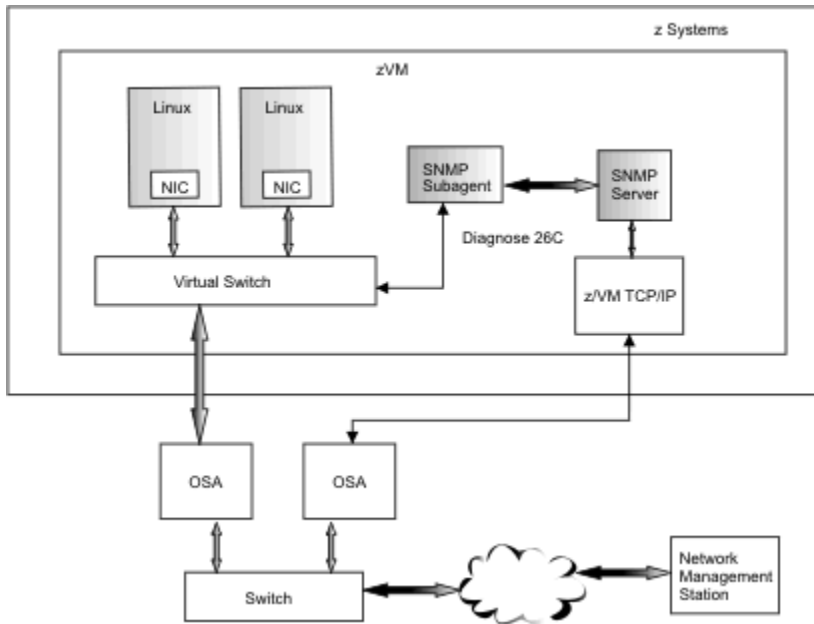 z Systems
zVM
Linux
Linux
NIC
NIC
SNMP
Subagent
SNMP
Server
Diagnose 26C
Virtual Switch
z/VM TCP/IP
OSA
OSA
Switch
Network
Management
Station